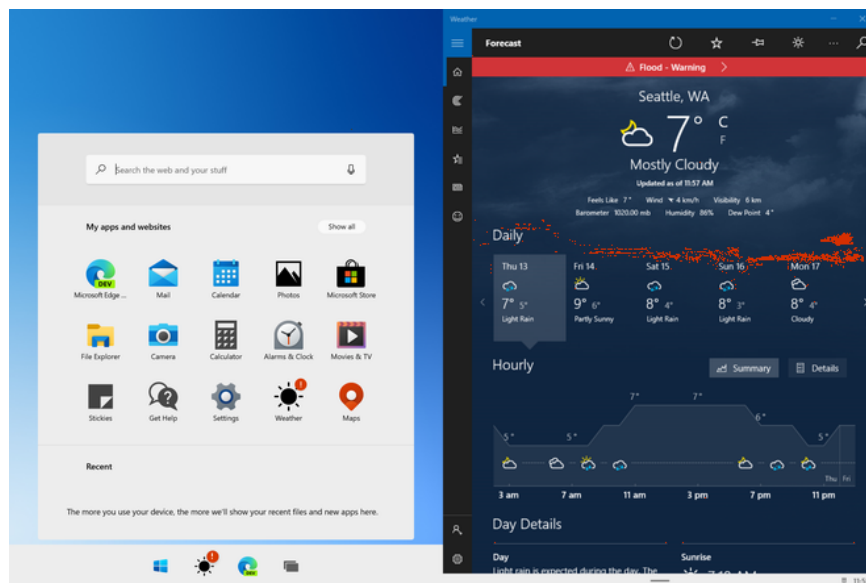 Search the web and your stuff
My apps and websites
Show all
DEV
Microsoft Edge ...
Mail
Calendar
Photos
Microsoft Store
File Explorer
Camera
Calculator
Alarms & Clock
Movies & TV
Stickies
Get Help
Settings
Weather
Maps
Recent
The more you use your device, the more we'll show your recent files and new apps here.
DEV
Weather
Forecast
Flood - Warning
Seattle, WA
7° C
F
Mostly Cloudy
Updated as of 11:57 AM
Feels Like 7° Wind 4 km/h Visibility 6 km
Barometer 1020.00 mb Humidity 86% Dew Point 4°
Daily
Thu 13 Fri 14 Sat 15 Sun 16 Mon 17
7° 5° 9° 6° 8° 4° 8° 3° 8° 4°
Light Rain Partly Sunny Light Rain Light Rain Cloudy
Hourly
Summary
Details
7° 7°
6°
5° 5° 5°
Thu Fri
3 am 7 am 11 am 3 pm 7 pm 11 pm
Day Details
Day Sunrise
Light rain is expected during the day. The